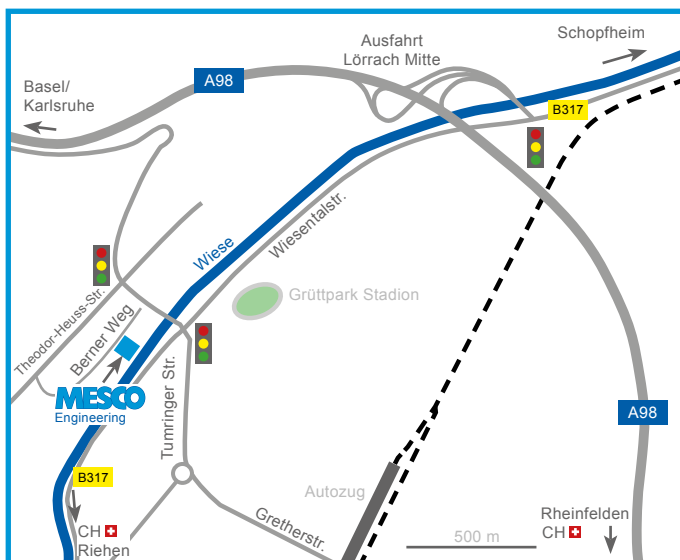 Schopfheim
Ausfahrt
Lörrach Mitte
A98
Basel/
Karlsruhe
B317
Wiesentalstr.
Wiese
Grüttpark Stadion
Theodor-Heuss-Str.
Berner Weg
MESCO
Engineering
Tumringer Str.
A98
B317
Autozug
Gretherstr.
500 m
Rheinfelden
CH
CH
Riehen